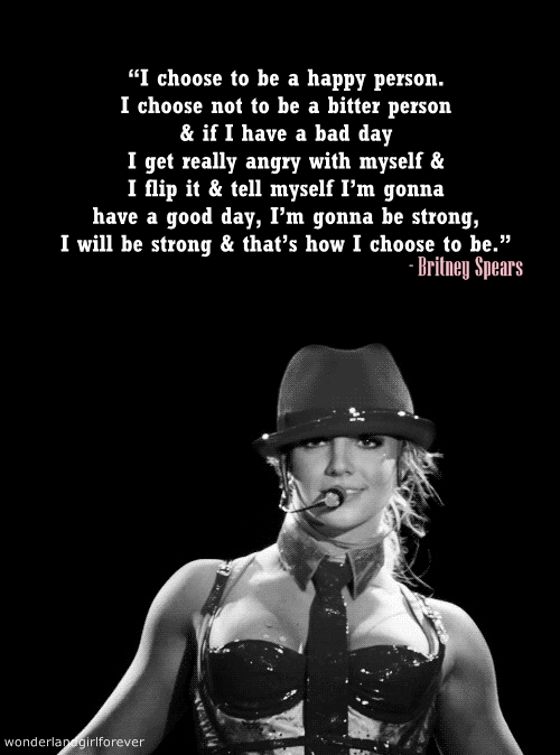 “I choose to be a happy person.
I choose not to be a bitter person
& if I have a bad day
I get really angry with myself &
I flip it & tell myself I’m gonna
have a good day, I’m gonna be strong,
I will be strong & that’s how I choose to be.”
- Britney Spears
wonderlandgirlforever